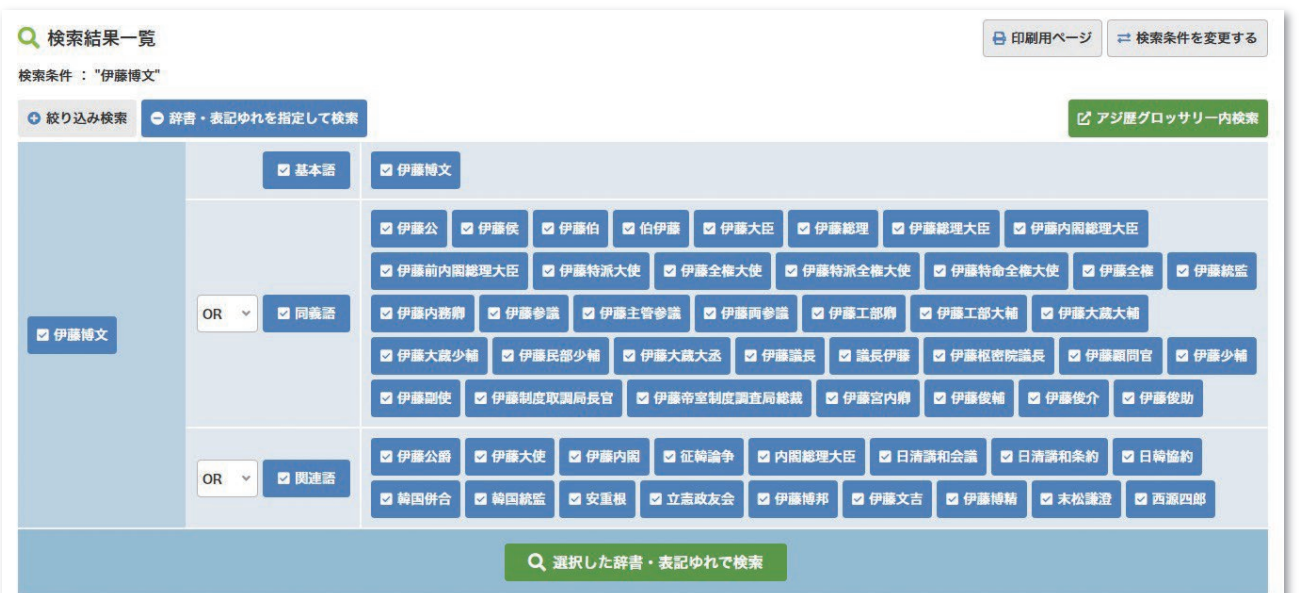 検索結果一覧
印刷用ページ 検索条件を変更する
検索条件 : "伊藤博文"
絞り込み検索 辞書・表記ゆれを指定して検索 アジ歴グロッサリー内検索
基本語 伊藤博文
伊藤公 伊藤侯 伊藤伯 伯伊藤 伊藤大臣 伊藤総理 伊藤総理大臣 伊藤内閣総理大臣
伊藤前内閣総理大臣 伊藤特派大使 伊藤全権大使 伊藤特派全権大使 伊藤特命全権大使 伊藤全権 伊藤統監
伊藤博文 OR 同義語 伊藤内務卿 伊藤参議 伊藤主管参議 伊藤両参議 伊藤工部卿 伊藤工部大輔 伊藤大蔵大輔
伊藤大蔵少輔 伊藤民部少輔 伊藤大蔵大丞 伊藤議長 議長伊藤 伊藤枢密院議長 伊藤顧問官 伊藤少輔
伊藤副使 伊藤制度取調局長官 伊藤帝室制度調査局総裁 伊藤宮内卿 伊藤俊輔 伊藤俊介 伊藤俊助
OR 関連語 伊藤公爵 伊藤大使 伊藤内閣 征韓論争 内閣総理大臣 日清講和会議 日清講和条約 日韓協約
韓国併合 韓国統監 安重根 立憲政友会 伊藤博邦 伊藤文吉 伊藤博精 末松謙澄 西源四郎
選択した辞書・表記ゆれで検索